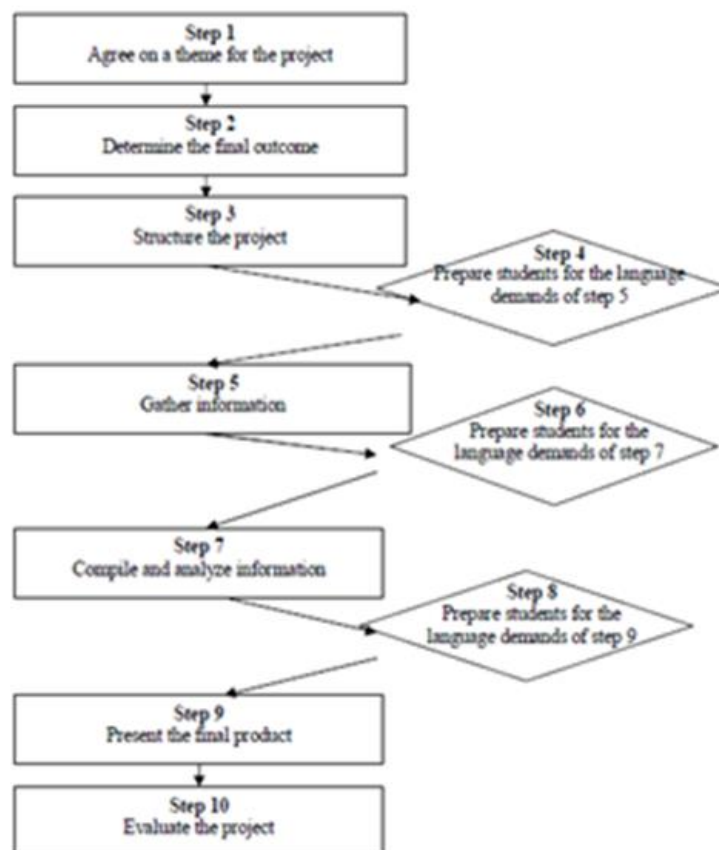 Step 1
Agree on a theme for the project
Step 2
Determine the final outcome
Step 3
Structure the project
Step 4
Prepare students for the language
demands of step 5
Step 5
Gather information
Step 6
Prepare students for the
language demands of step 7
Step 7
Compile and analyze information
Step 8
Prepare students for the
language demands of step 9
Step 9
Present the final product
Step 10
Evaluate the project